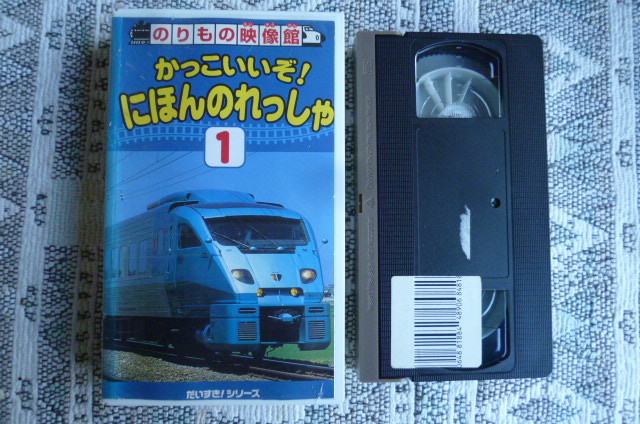 のりもの映像館
かっこいいぞ!
にほんのれっしゃ
1
だいすき!シリーズ